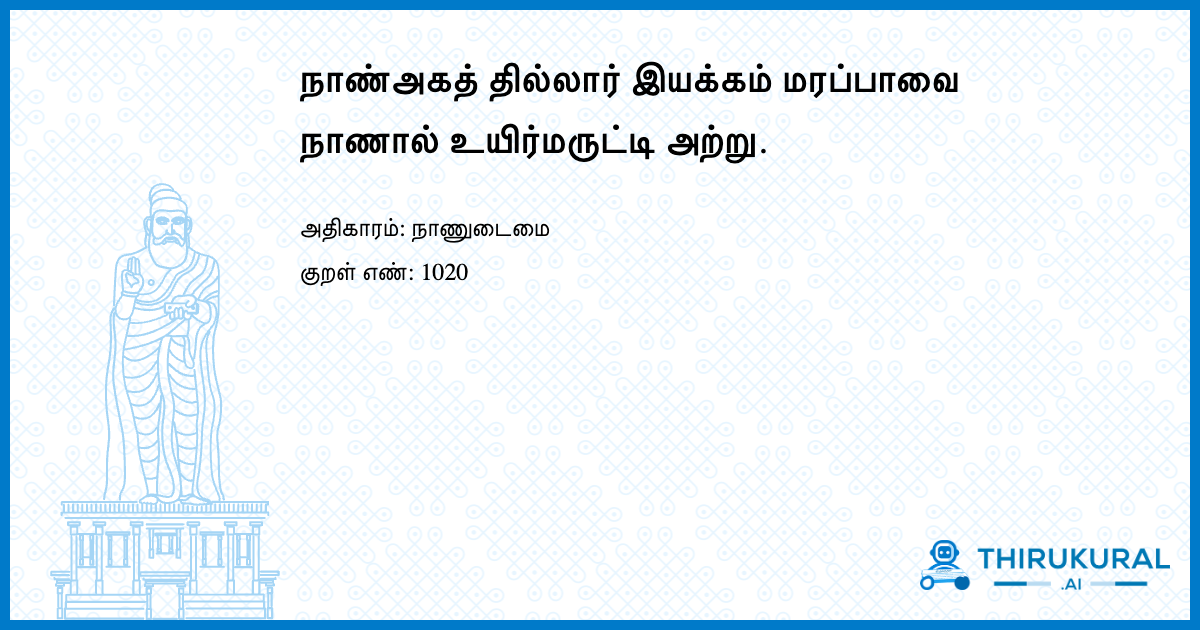 நாண்அகத் தில்லார் இயக்கம் மரப்பாவை
நாணால் உயிர்மருட்டி அற்று.
அதிகாரம்: நாணுடைமை
குறள் எண்: 1020
THIRUKURAL
.AI